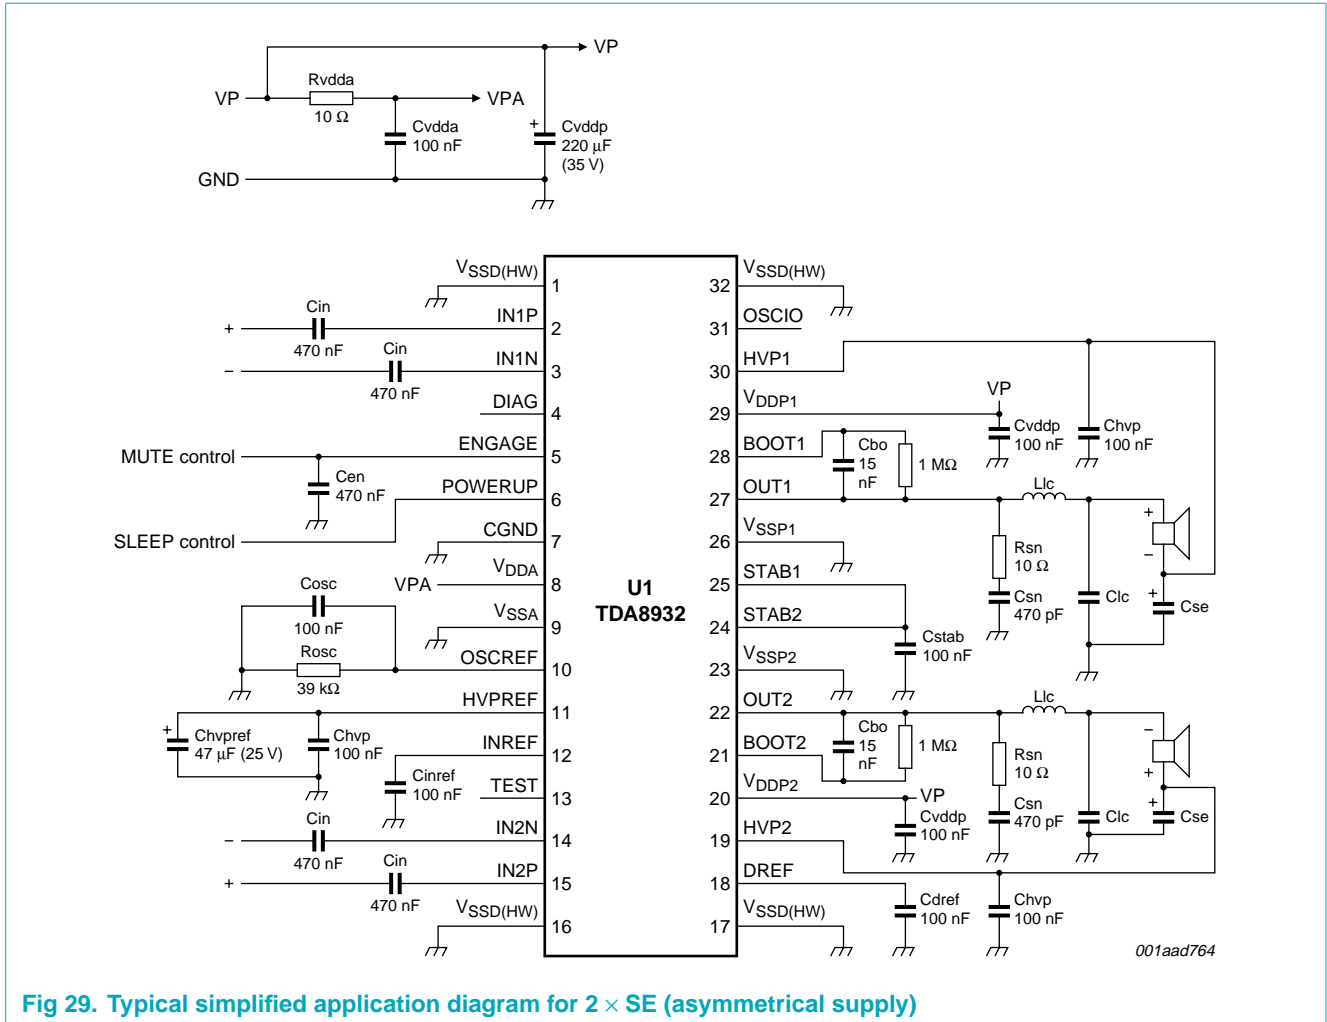 VP
Rvdda
VP
VPA
10 Ω
Cvdda
100 nF
+
Cvddp
220 μF
(35 V)
GND
U1
TDA8932
VSSD(HW)
1
Cin
+
470 nF
IN1P
2
Cin
−
470 nF
IN1N
3
DIAG
4
MUTE control
ENGAGE
5
Cen
470 nF
POWERUP
6
SLEEP control
CGND
7
VPA
VDDA
8
VSSA
9
Cosc
100 nF
Rosc
39 kΩ
OSCREF
10
HVPREF
11
+
Chvpref
47 μF (25 V)
Chvp
100 nF
INREF
12
Cinref
100 nF
TEST
13
Cin
−
470 nF
IN2N
14
Cin
+
470 nF
IN2P
15
VSSD(HW)
16
32
VSSD(HW)
31
OSCIO
30
HVP1
29
VDDP1
VP
Cvddp
100 nF
Chvp
100 nF
28
BOOT1
Cbo
15
nF
1 MΩ
27
OUT1
Llc
+
−
Rsn
10 Ω
Csn
470 pF
Clc
+
Cse
26
VSSP1
25
STAB1
24
STAB2
Cstab
100 nF
23
VSSP2
22
OUT2
Llc
Cbo
15
nF
1 MΩ
−
+
Rsn
10 Ω
Csn
470 pF
Clc
+
Cse
21
BOOT2
20
VDDP2
VP
Cvddp
100 nF
19
HVP2
18
DREF
Cdref
100 nF
Chvp
100 nF
17
VSSD(HW)
001aad764
Fig 29. Typical simplified application diagram for 2 × SE (asymmetrical supply)